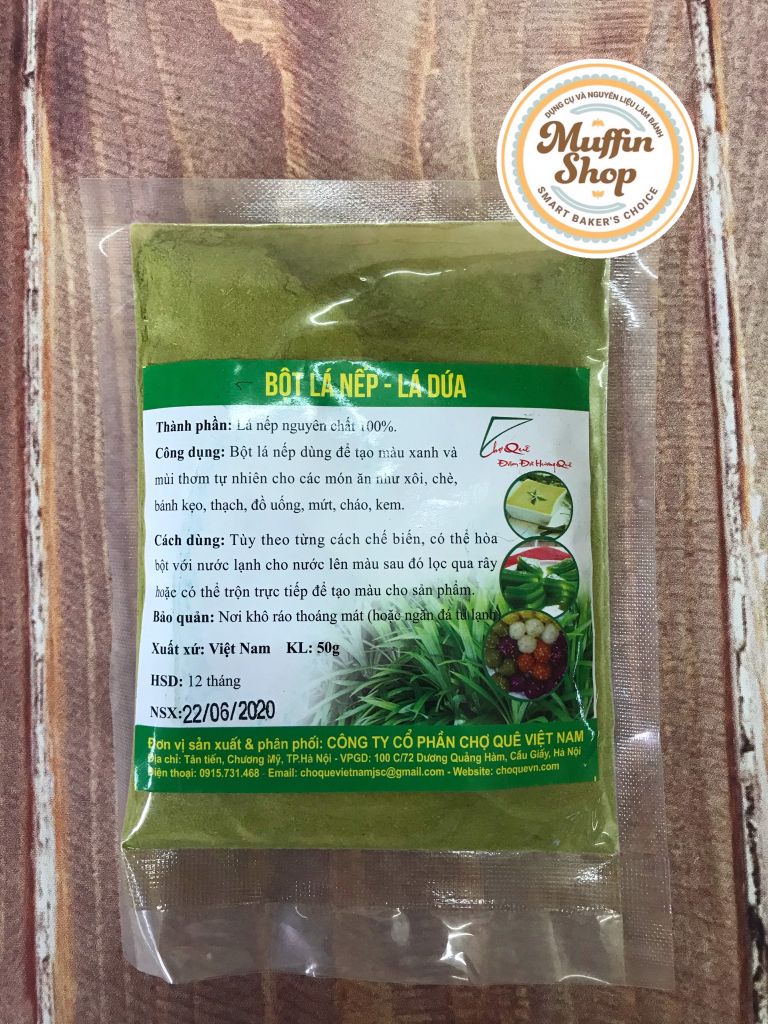 DỤNG CỤ VÀ NGUYÊN LIỆU LÀM BÁNH
Muffin
Shop
SMART BAKER'S CHOICE
BỘT LÁ NẾP - LÁ DỨA
Thành phần: Lá nếp nguyên chất 100%.
Công dụng: Bột lá nếp dùng để tạo màu xanh và
mùi thơm tự nhiên cho các món ăn như xôi, chè,
bánh kẹo, thạch, đồ uống, mứt, cháo, kem.
Chợ Quê
Đậm Đà Hương Quê
Cách dùng: Tùy theo từng cách chế biến, có thể hòa
bột với nước lạnh cho nước lên màu sau đó lọc qua rây
hoặc có thể trộn trực tiếp để tạo màu cho sản phẩm.
Bảo quản: Nơi khô ráo thoáng mát (hoặc ngăn đá tủ lạnh)
Xuất xứ: Việt Nam KL: 50g
HSD: 12 tháng
NSX: 22/06/2020
Đơn vị sản xuất & phân phối: CÔNG TY CỔ PHẦN CHỢ QUÊ VIỆT NAM
Địa chỉ: Tân tiến, Chương Mỹ, TP.Hà Nội - VPGD: 100 C/72 Dương Quảng Hàm, Cầu Giấy, Hà Nội
Điện thoại: 0915.731.468 Email: choquevietnamjsc@gmail.com - Website: choquevn.com